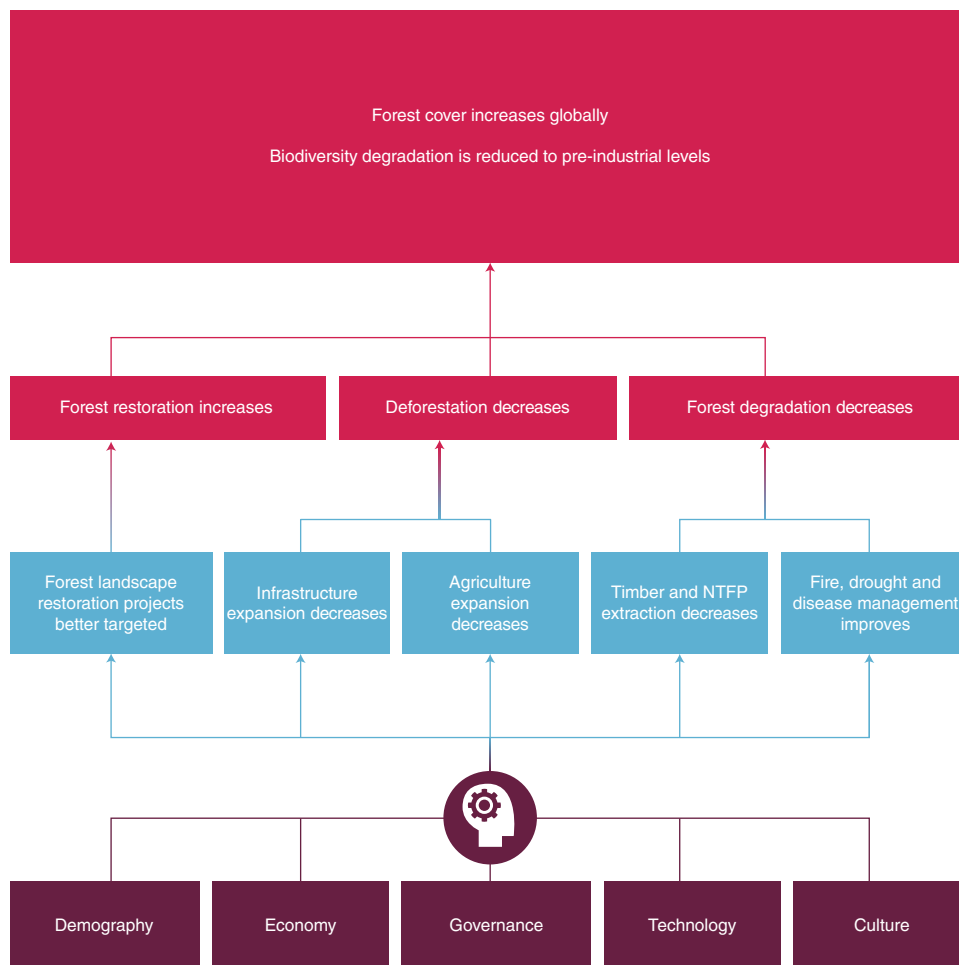 Forest cover increases globally
Biodiversity degradation is reduced to pre-industrial levels
Forest restoration increases
Deforestation decreases
Forest degradation decreases
Forest landscape
restoration projects
better targeted
Infrastructure
expansion decreases
Agriculture
expansion
decreases
Timber and NTFP
extraction decreases
Fire, drought and
disease management
improves
Demography
Economy
Governance
Technology
Culture